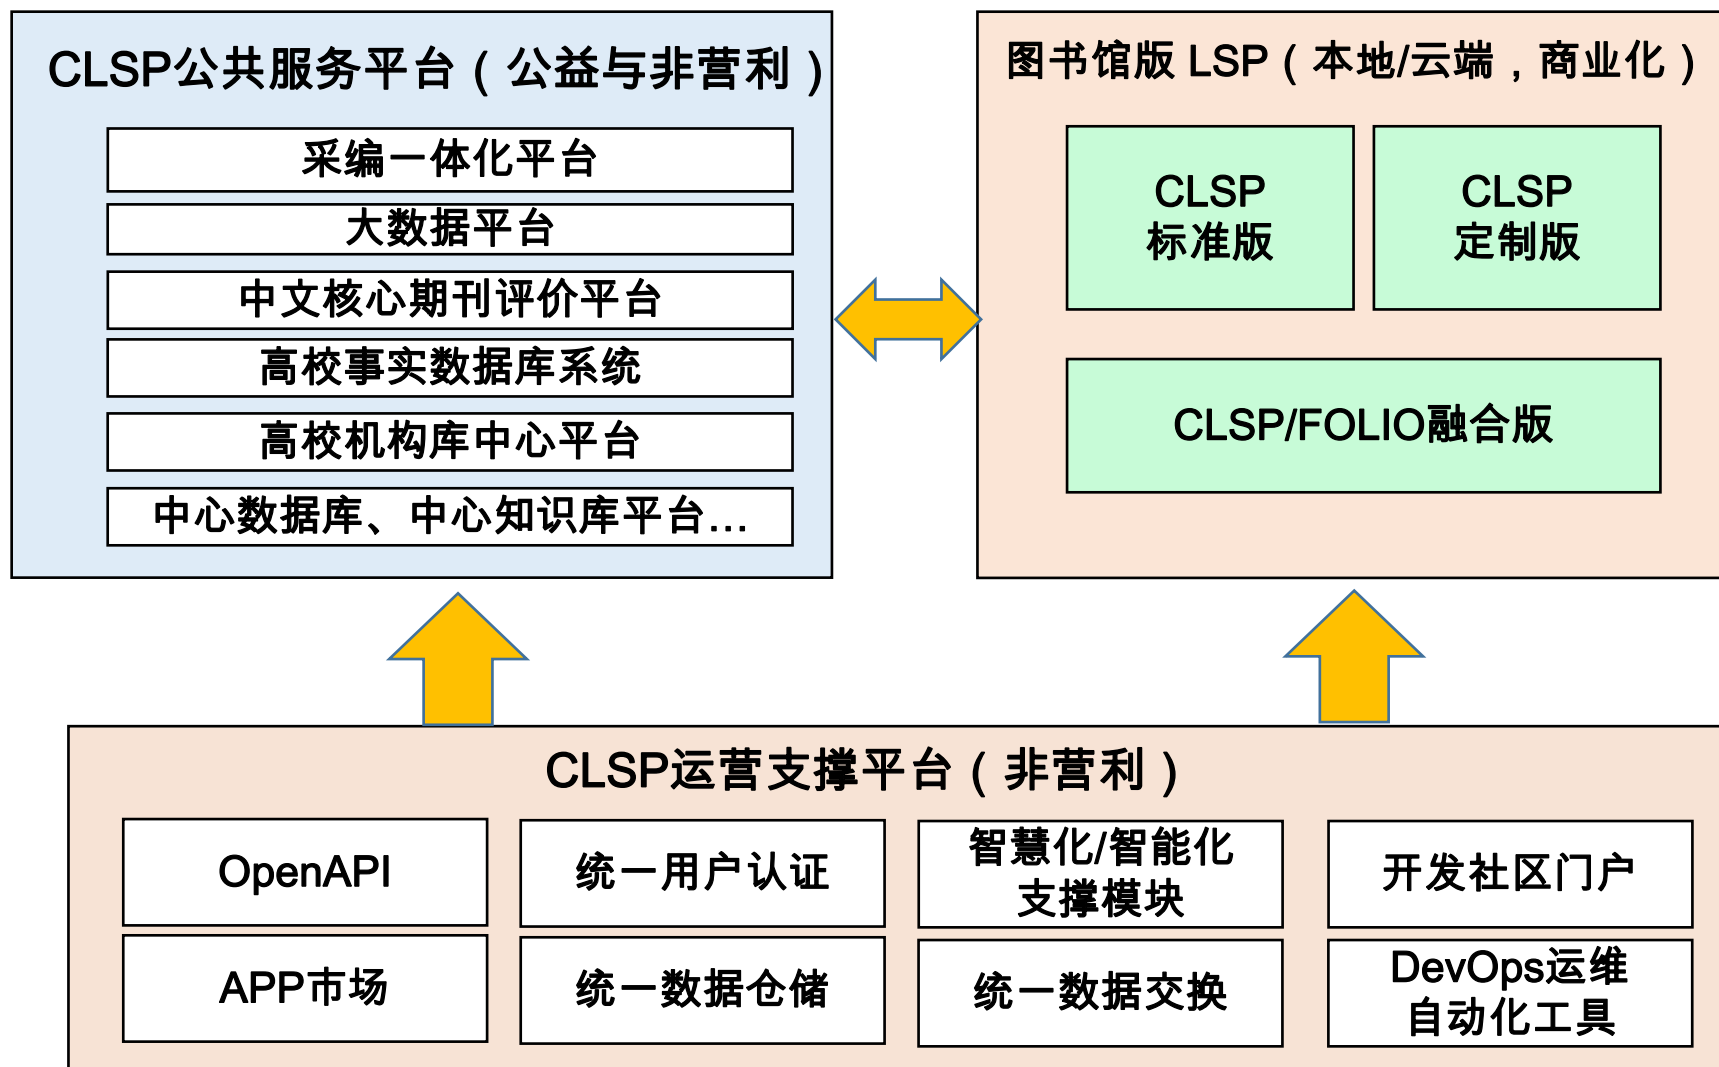 CLSP公共服务平台（公益与非营利）
采编一体化平台
大数据平台
中文核心期刊评价平台
高校事实数据库系统
高校机构库中心平台
中心数据库、中心知识库平台…
图书馆版 LSP（本地/云端，商业化）
CLSP
标准版
CLSP
定制版
CLSP/FOLIO融合版
CLSP运营支撑平台（非营利）
OpenAPI
统一用户认证
智慧化/智能化
支撑模块
开发社区门户
APP市场
统一数据仓储
统一数据交换
DevOps运维
自动化工具